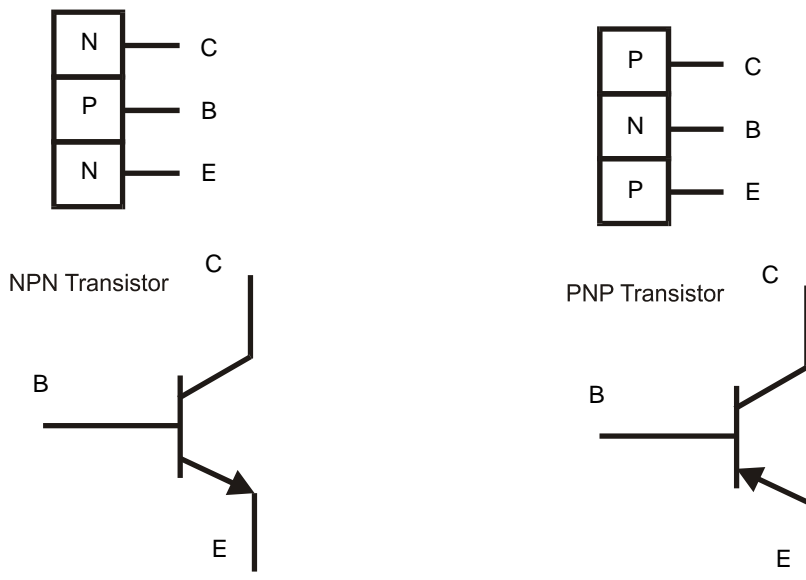 N C
P B
N E
P C
N B
P E
NPN Transistor
C
B
E
PNP Transistor
C
B
E